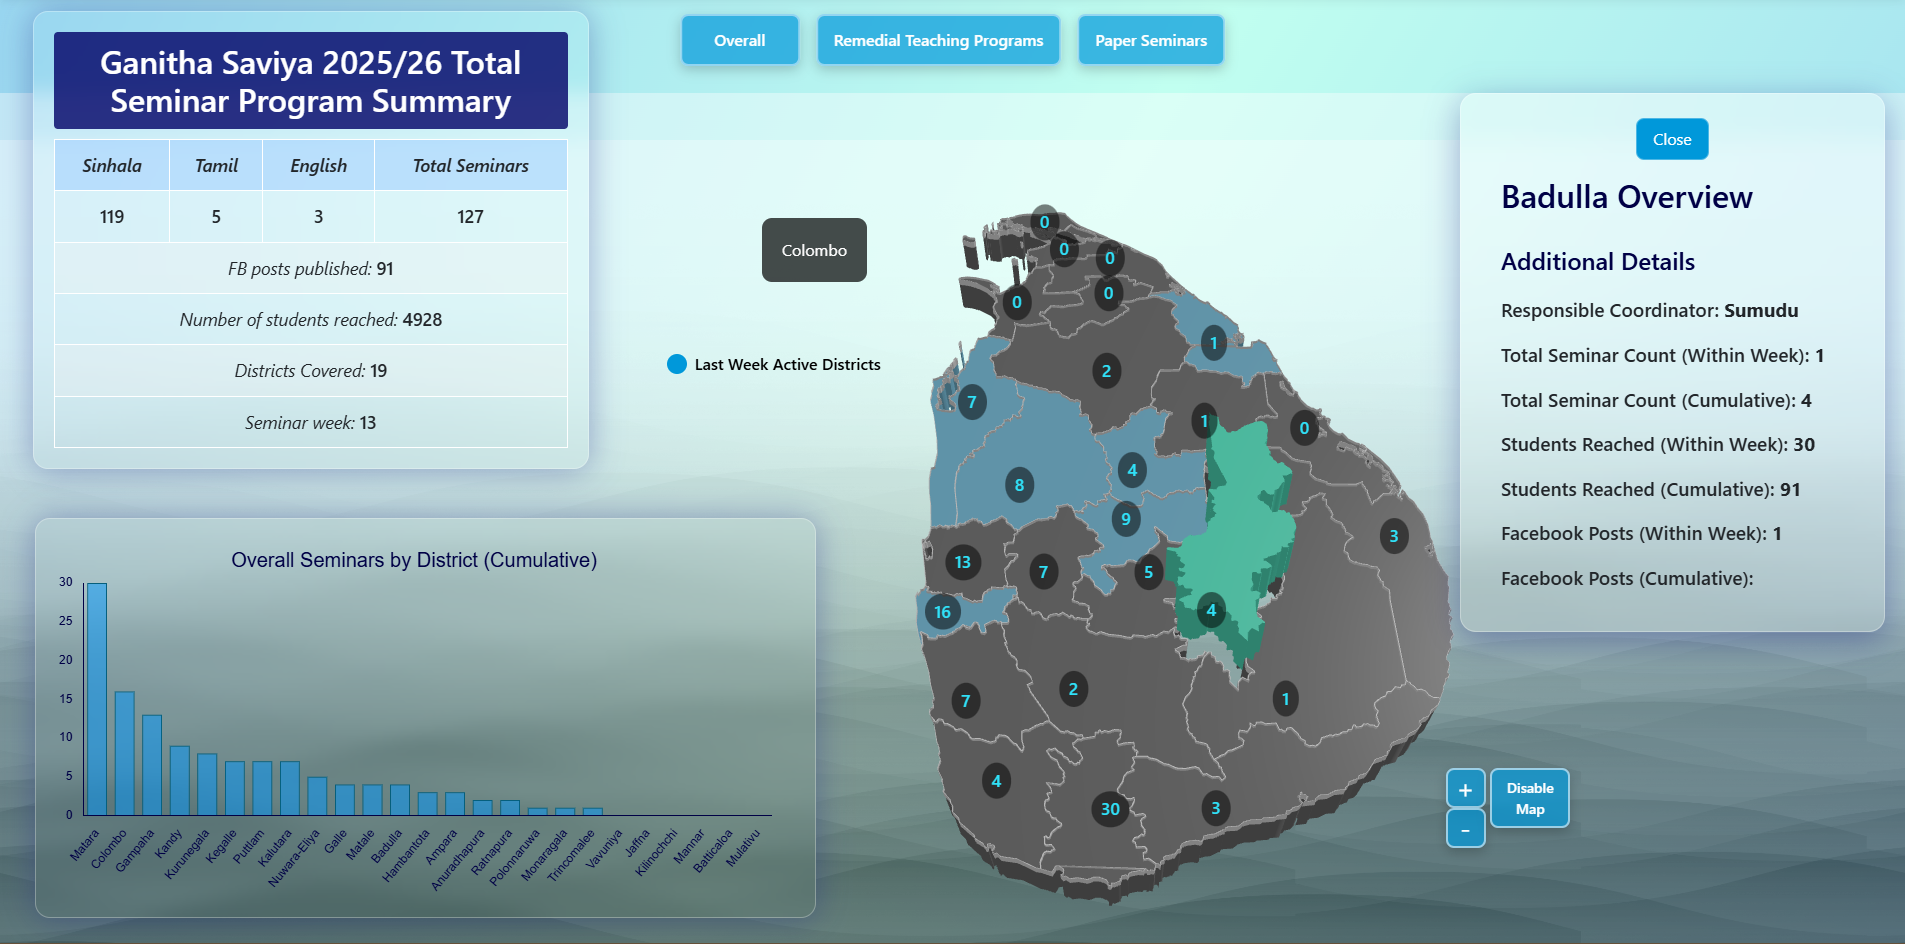 Overall
Remedial Teaching Programs
Paper Seminars
Ganitha Saviya 2025/26 Total
Seminar Program Summary
Sinhala Tamil English Total Seminars
119 5 3 127
FB posts published: 91
Number of students reached: 4928
Districts Covered: 19
Seminar week: 13
Overall Seminars by District (Cumulative)
30
25
20
15
10
5
0
Matara
Colombo
Gampaha
Kandy
Kurunegala
Kegalle
Puttlam
Kalutara
Nuwara-Eliya
Galle
Matale
Badulla
Hambantota
Ampara
Anuradhapura
Ratnapura
Polonnaruwa
Monaragala
Trincomalee
Vavuniya
Jaffna
Kilinochchi
Mannar
Batticaloa
Mulativu
Colombo
Last Week Active Districts
0
0
0
0
0
1
2
7
1
0
4
8
9
3
13
7
5
16
4
2
7
1
4
30
3
Close
Badulla Overview
Additional Details
Responsible Coordinator: Sumudu
Total Seminar Count (Within Week): 1
Total Seminar Count (Cumulative): 4
Students Reached (Within Week): 30
Students Reached (Cumulative): 91
Facebook Posts (Within Week): 1
Facebook Posts (Cumulative):
+
-
Disable
Map